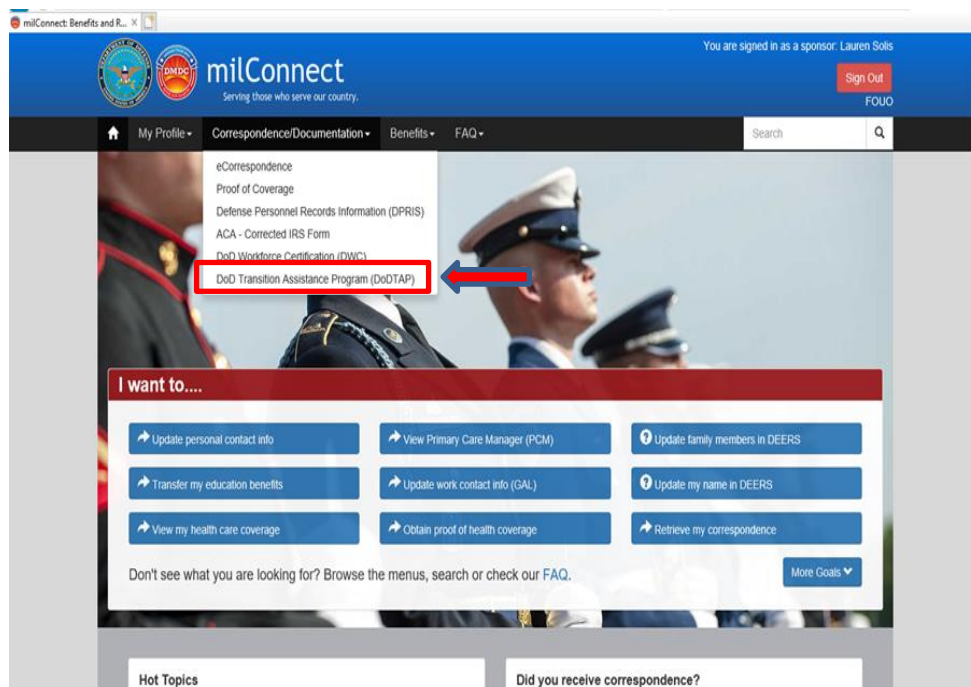 milConnect: Benefits and R...
You are signed in as a sponsor: Lauren Solis
DMDC
milConnect
Serving those who serve our country.
Sign Out
FOUO
My Profile
Correspondence/Documentation
Benefits
FAQ
Search
eCorrespondence
Proof of Coverage
Defense Personnel Records Information (DPRIS)
ACA - Corrected IRS Form
DoD Workforce Certification (DWC)
DoD Transition Assistance Program (DoDTAP)
I want to....
Update personal contact info
View Primary Care Manager (PCM)
Update family members in DEERS
Transfer my education benefits
Update work contact info (GAL)
Update my name in DEERS
View my health care coverage
Obtain proof of health coverage
Retrieve my correspondence
Don't see what you are looking for? Browse the menus, search or check our FAQ.
More Goals
Hot Topics
Did you receive correspondence?